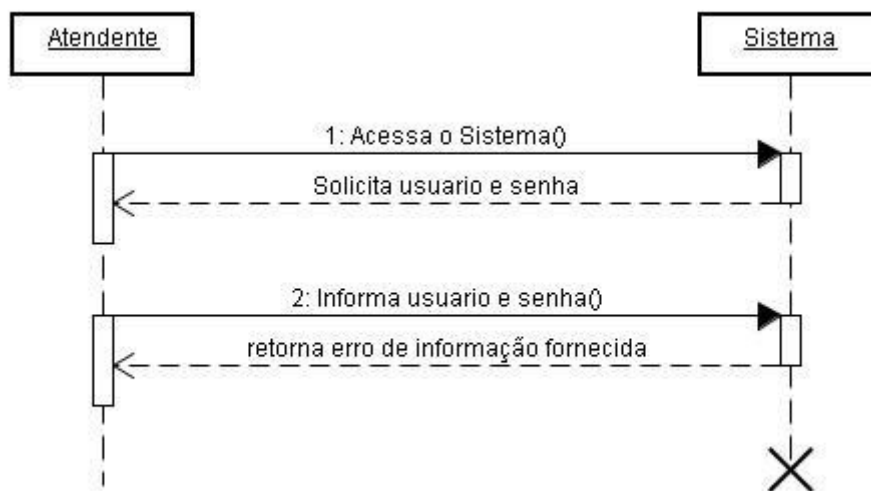 Atendente
Sistema
1: Acessa o Sistema()
Solicita usuario e senha
2: Informa usuario e senha()
retorna erro de informação fornecida